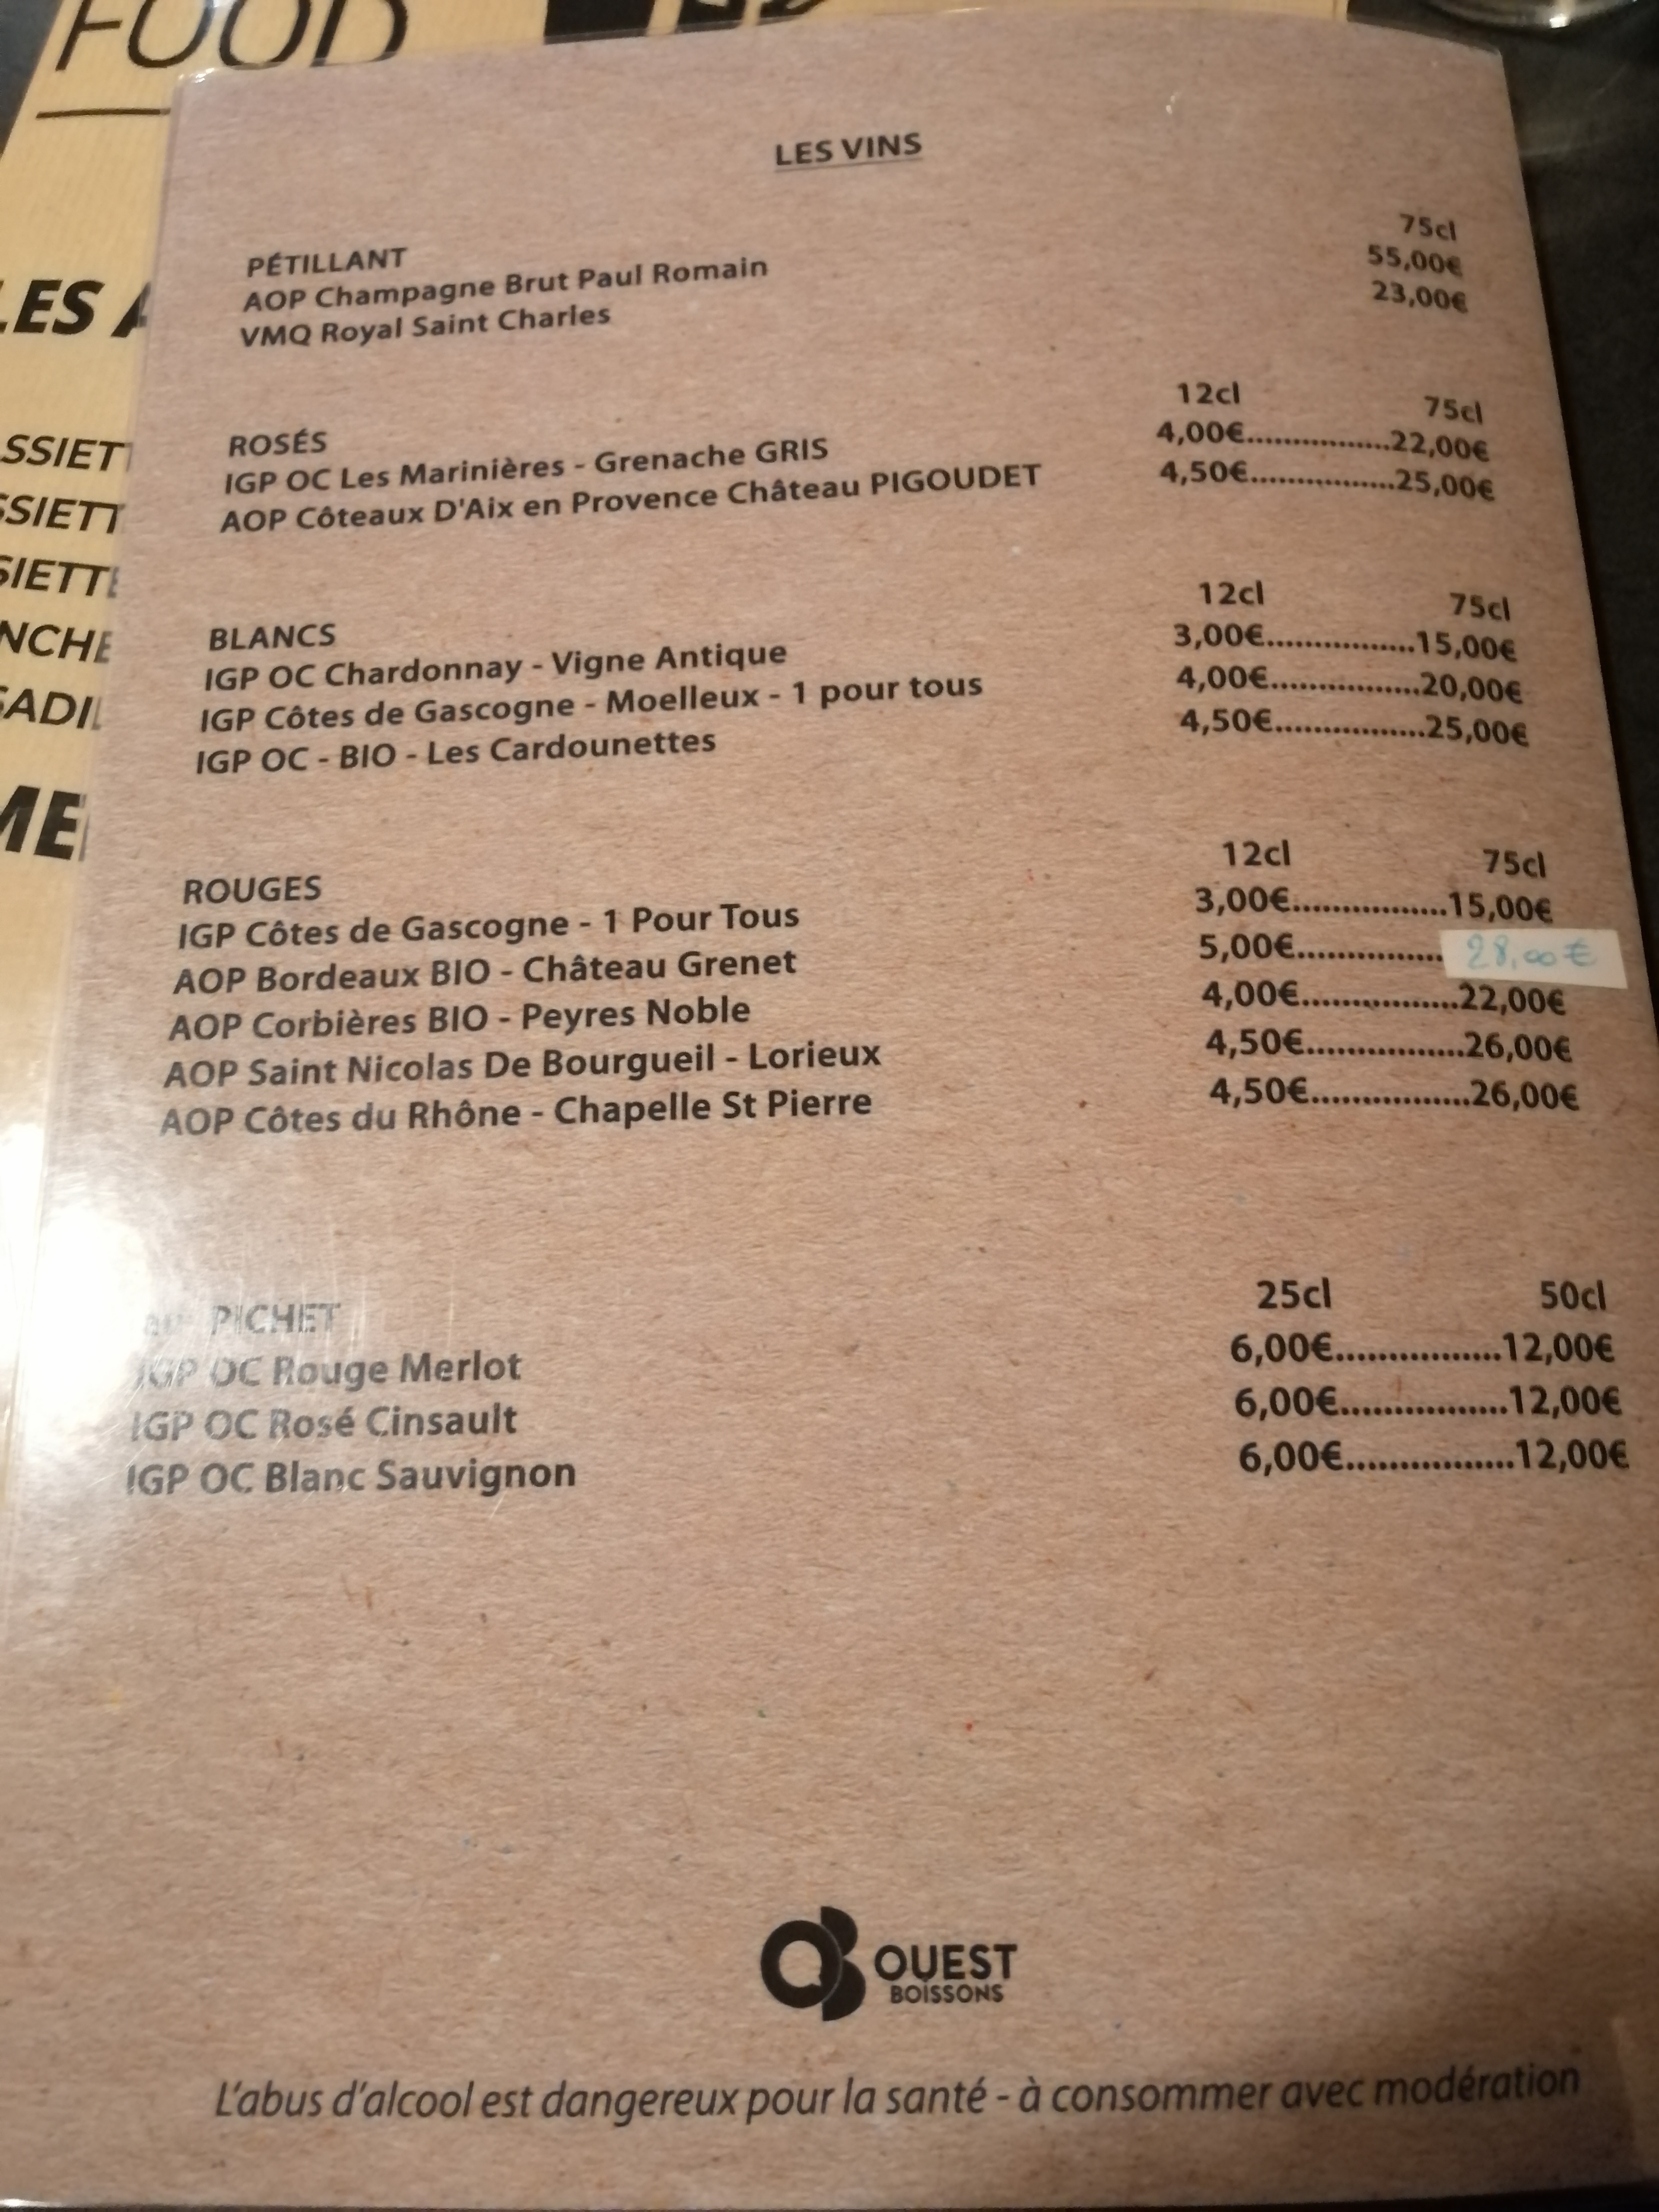 FOOD
LES A
SSIETT
SSIETT
SIETTE
NCHE
SADIL
ME
LES VINS
PÉTILLANT 75cl
AOP Champagne Brut Paul Romain 55,00€
VMQ Royal Saint Charles 23,00€
ROSÉS 12cl 75cl
IGP OC Les Marinières - Grenache GRIS 4,00€.................22,00€
AOP Côteaux D'Aix en Provence Château PIGOUDET 4,50€.................25,00€
BLANCS 12cl 75cl
IGP OC Chardonnay - Vigne Antique 3,00€.................15,00€
IGP Côtes de Gascogne - Moelleux - 1 pour tous 4,00€.................20,00€
IGP OC - BIO - Les Cardounettes 4,50€.................25,00€
ROUGES 12cl 75cl
IGP Côtes de Gascogne - 1 Pour Tous 3,00€.................15,00€
AOP Bordeaux BIO - Château Grenet 5,00€................ 28,00€
AOP Corbières BIO - Peyres Noble 4,00€.................22,00€
AOP Saint Nicolas De Bourgueil - Lorieux 4,50€.................26,00€
AOP Côtes du Rhône - Chapelle St Pierre 4,50€.................26,00€
au PICHET 25cl 50cl
IGP OC Rouge Merlot 6,00€.................12,00€
IGP OC Rosé Cinsault 6,00€.................12,00€
IGP OC Blanc Sauvignon 6,00€.................12,00€
OUEST
BOISSONS
L'abus d'alcool est dangereux pour la santé - à consommer avec modération